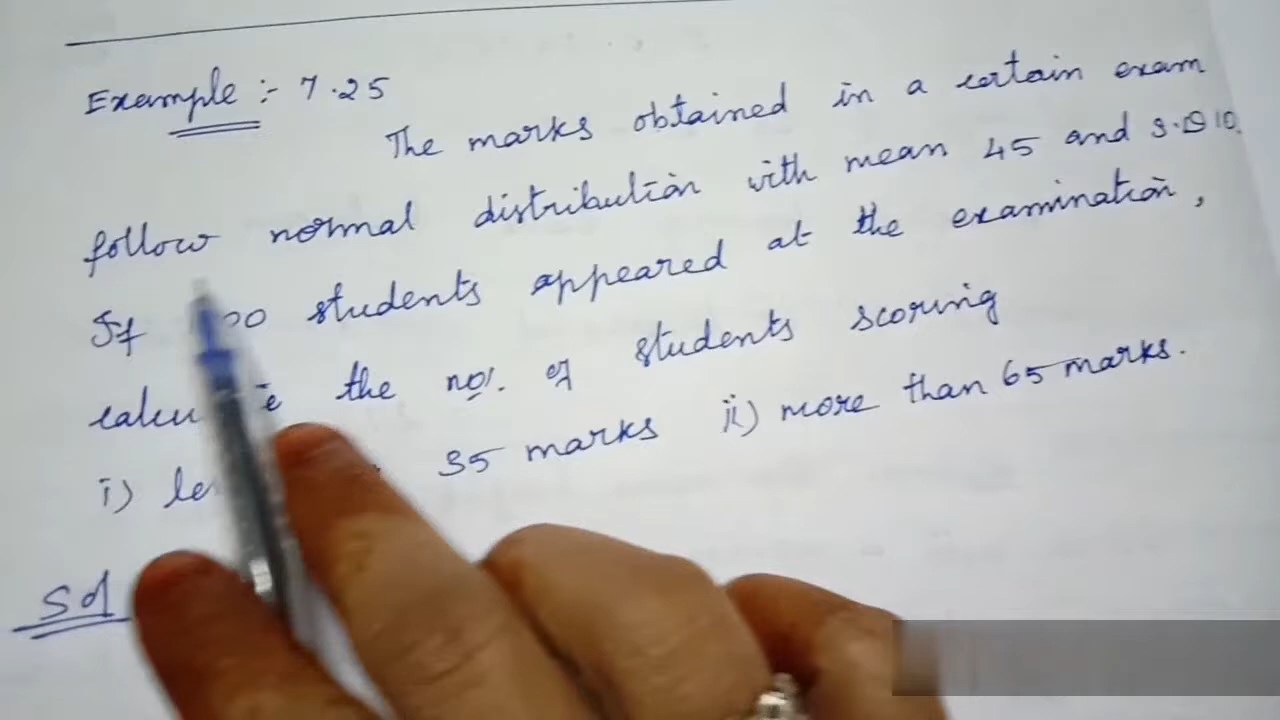 Example :- 7.25
The marks obtained in a certain exam
follow normal distribution with mean 45 and S.D 10.
If students appeared at the examination,
the no. of students scoring
i) 35 marks ii) more than 65 marks.
Sol